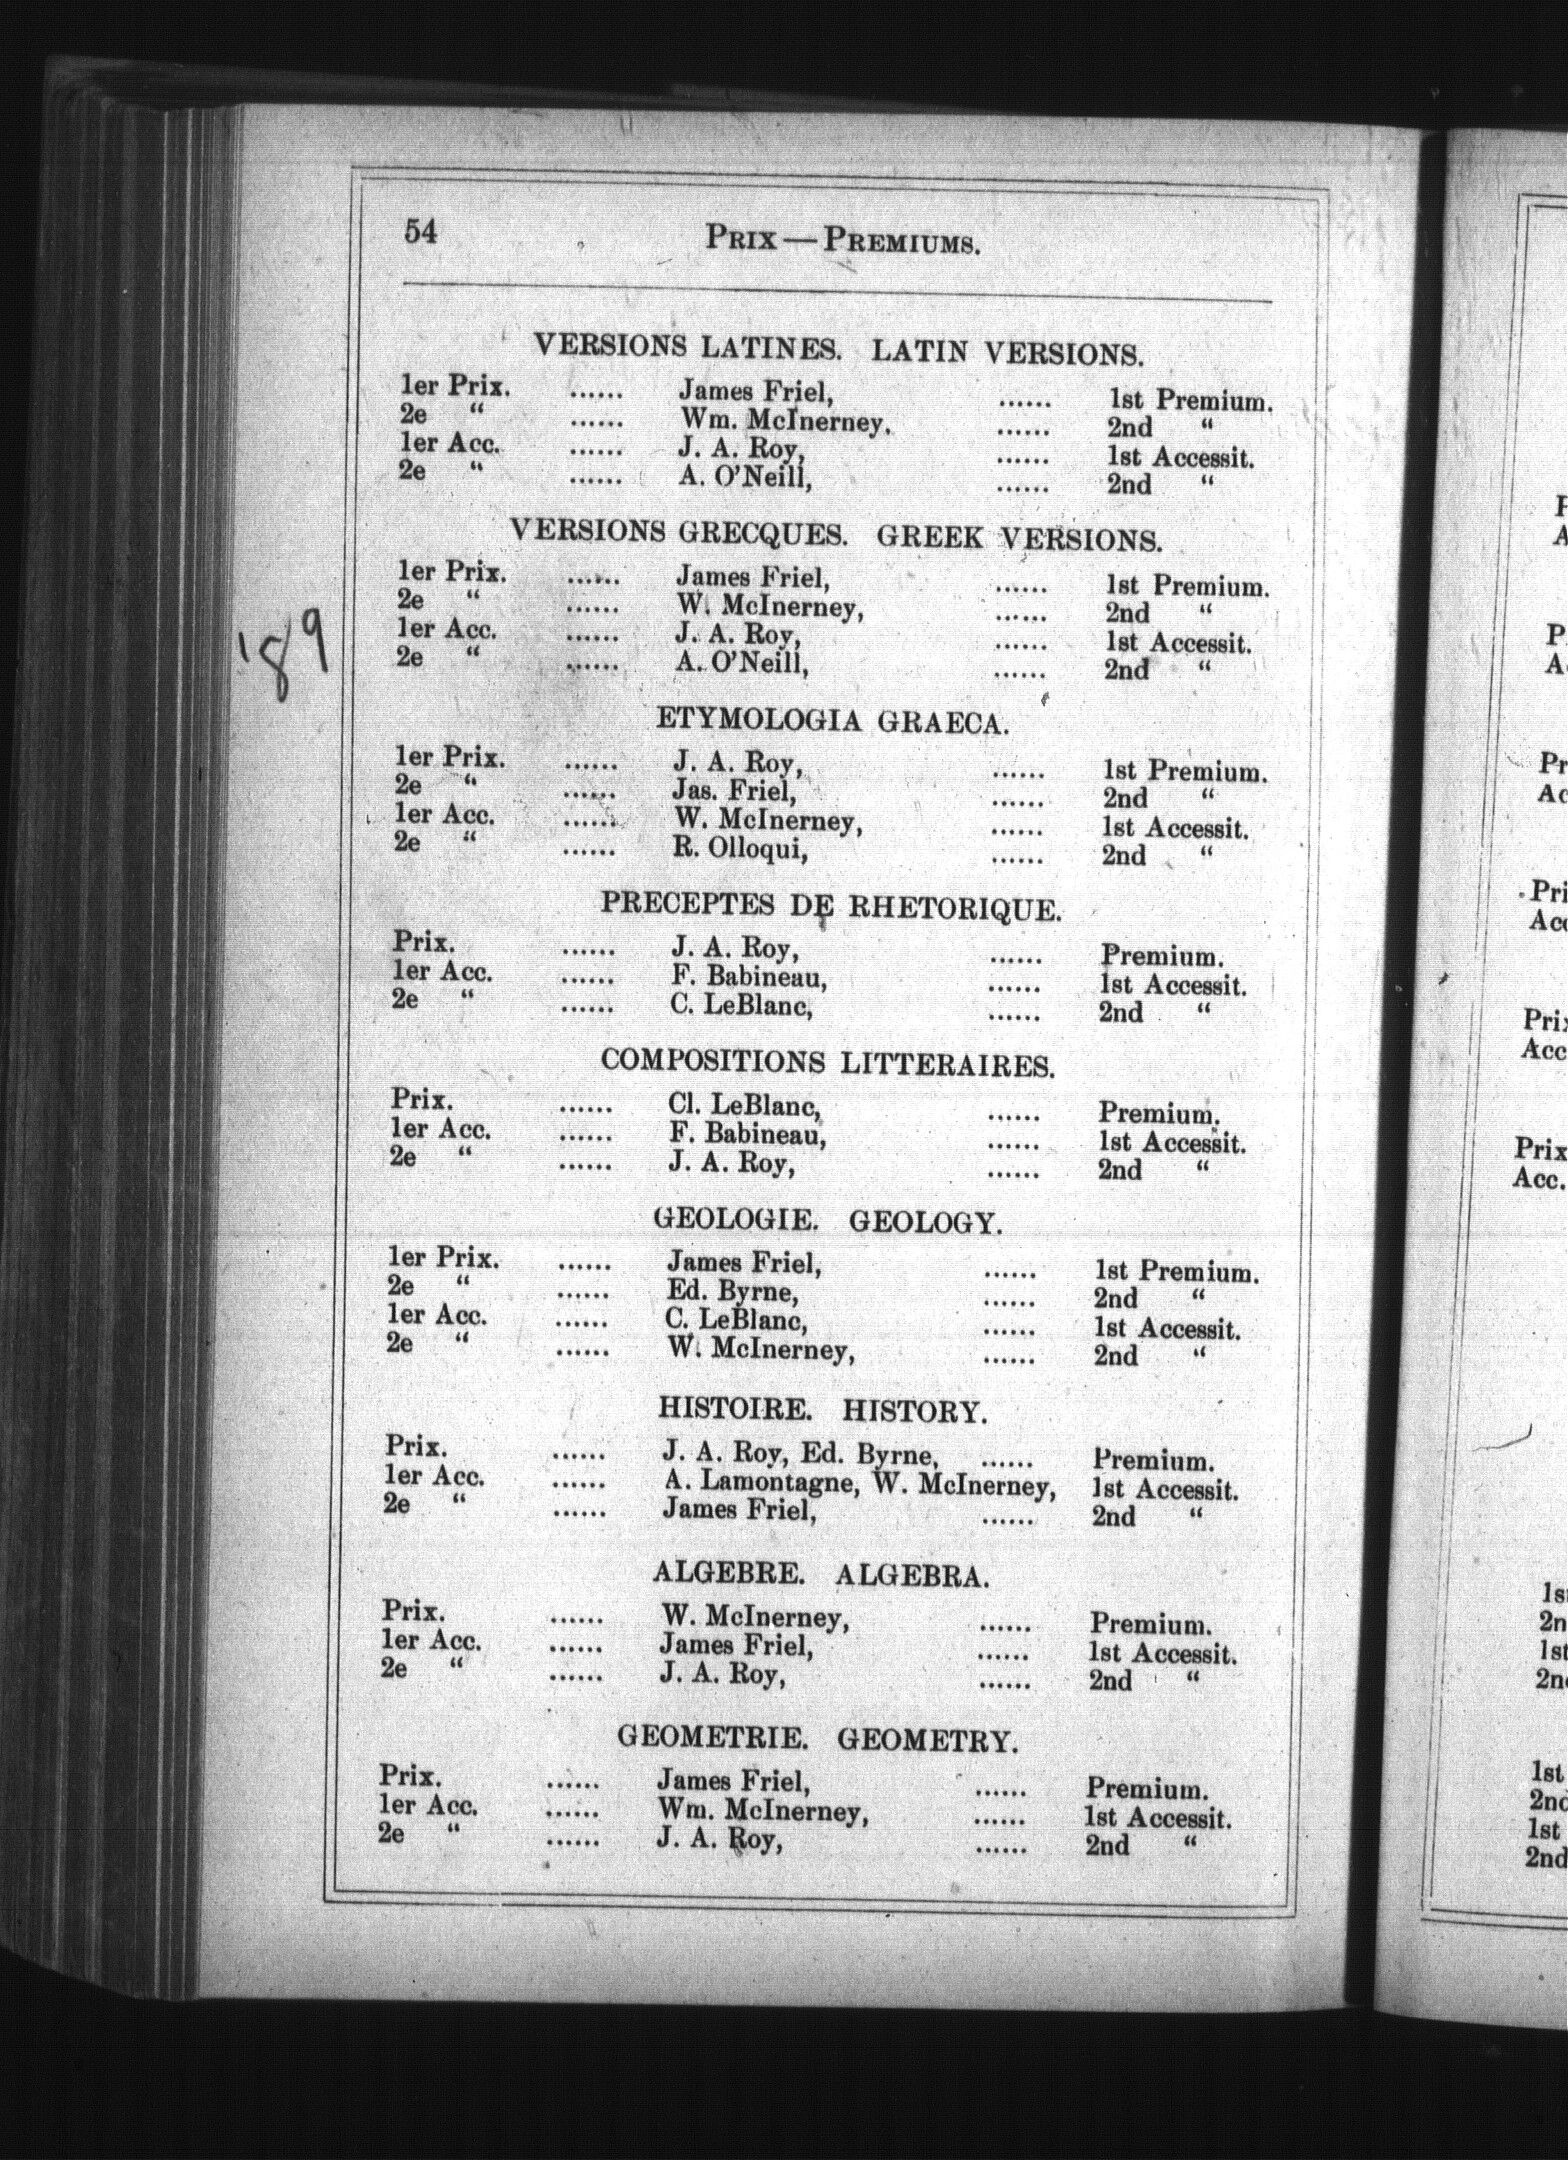 54
PRIX — PREMIUMS.
VERSIONS LATINES. LATIN VERSIONS.
1er Prix. ...... James Friel, ...... 1st Premium.
2e “ ...... Wm. McInerney. ...... 2nd “
1er Acc. ...... J. A. Roy, ...... 1st Accessit.
2e “ ...... A. O'Neill, ...... 2nd “
VERSIONS GRECQUES. GREEK VERSIONS.
1er Prix. ...... James Friel, ...... 1st Premium.
2e “ ...... W. McInerney, ...... 2nd “
1er Acc. ...... J. A. Roy, ...... 1st Accessit.
2e “ ...... A. O'Neill, ...... 2nd “
'89
ETYMOLOGIA GRAECA.
1er Prix. ...... J. A. Roy, ...... 1st Premium.
2e “ ...... Jas. Friel, ...... 2nd “
1er Acc. ...... W. McInerney, ...... 1st Accessit.
2e “ ...... R. Olloqui, ...... 2nd “
PRECEPTES DE RHETORIQUE.
Prix. ...... J. A. Roy, ...... Premium.
1er Acc. ...... F. Babineau, ...... 1st Accessit.
2e “ ...... C. LeBlanc, ...... 2nd “
COMPOSITIONS LITTERAIRES.
Prix. ...... Cl. LeBlanc, ...... Premium.
1er Acc. ...... F. Babineau, ...... 1st Accessit.
2e “ ...... J. A. Roy, ...... 2nd “
GEOLOGIE. GEOLOGY.
1er Prix. ...... James Friel, ...... 1st Premium.
2e “ ...... Ed. Byrne, ...... 2nd “
1er Acc. ...... C. LeBlanc, ...... 1st Accessit.
2e “ ...... W. McInerney, ...... 2nd “
HISTOIRE. HISTORY.
Prix. ...... J. A. Roy, Ed. Byrne, ...... Premium.
1er Acc. ...... A. Lamontagne, W. McInerney, 1st Accessit.
2e “ ...... James Friel, ...... 2nd “
ALGEBRE. ALGEBRA.
Prix. ...... W. McInerney, ...... Premium.
1er Acc. ...... James Friel, ...... 1st Accessit.
2e “ ...... J. A. Roy, ...... 2nd “
GEOMETRIE. GEOMETRY.
Prix. ...... James Friel, ...... Premium.
1er Acc. ...... Wm. McInerney, ...... 1st Accessit.
2e “ ...... J. A. Roy, ...... 2nd “
Prix
Acc
Prix
Acc.
1st
2nd
1st
2nd